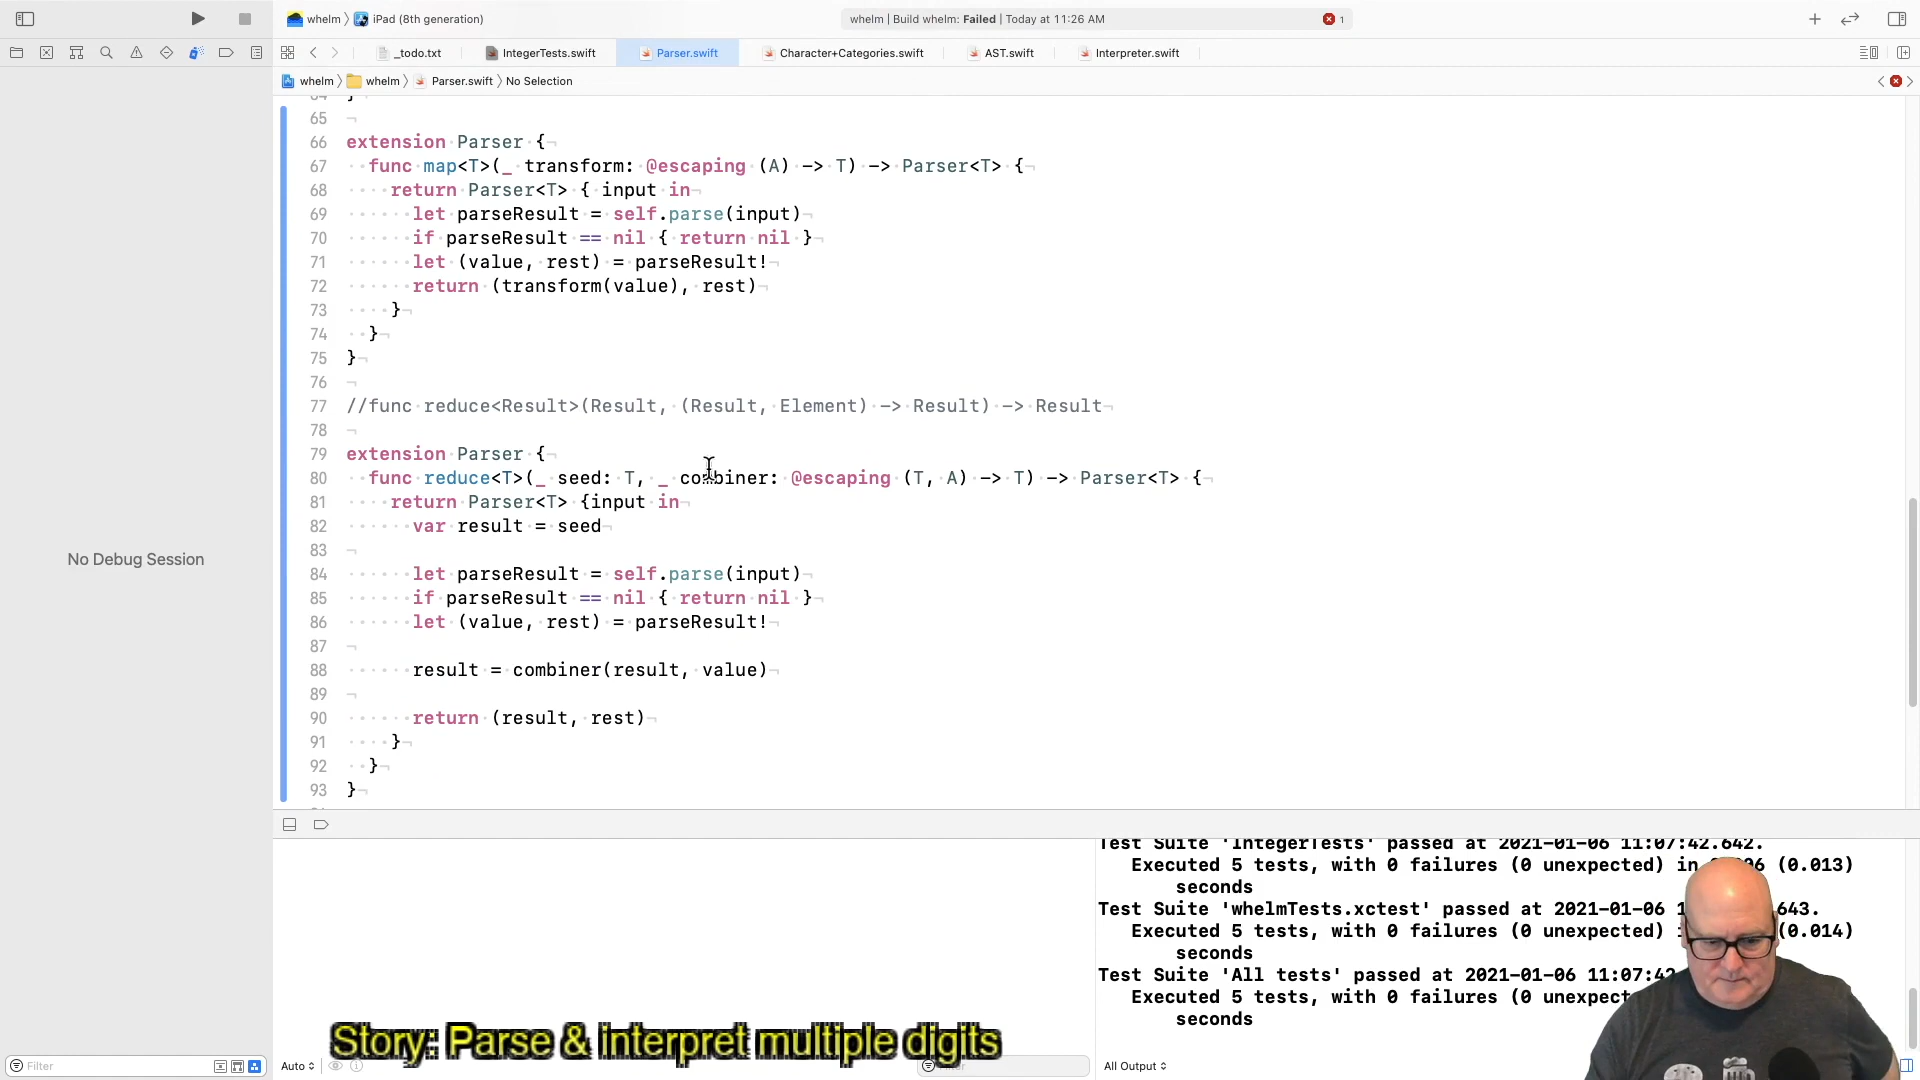 whelm iPad (8th generation) whelm | Build whelm: Failed | Today at 11:26 AM 1
_todo.txt IntegerTests.swift Parser.swift Character+Categories.swift AST.swift Interpreter.swift
whelm whelm Parser.swift No Selection
64 }
65
66 extension Parser {
67 func map<T>(_ transform: @escaping (A) -> T) -> Parser<T> {
68 return Parser<T> { input in
69 let parseResult = self.parse(input)
70 if parseResult == nil { return nil }
71 let (value, rest) = parseResult!
72 return (transform(value), rest)
73 }
74 }
75 }
76
77 //func reduce<Result>(Result, (Result, Element) -> Result) -> Result
78
79 extension Parser {
80 func reduce<T>(_ seed: T, _ combiner: @escaping (T, A) -> T) -> Parser<T> {
81 return Parser<T> {input in
82 var result = seed
83
84 let parseResult = self.parse(input)
85 if parseResult == nil { return nil }
86 let (value, rest) = parseResult!
87
88 result = combiner(result, value)
89
90 return (result, rest)
91 }
92 }
93 }
No Debug Session
Test Suite 'IntegerTests' passed at 2021-01-06 11:07:42.642.
Executed 5 tests, with 0 failures (0 unexpected) in (0.013)
seconds
Test Suite 'whelmTests.xctest' passed at 2021-01-06 643.
Executed 5 tests, with 0 failures (0 unexpected) (0.014)
seconds
Test Suite 'All tests' passed at 2021-01-06 11:07:42
Executed 5 tests, with 0 failures (0
seconds
Story: Parse & interpret multiple digits
Filter Auto Filter All Output